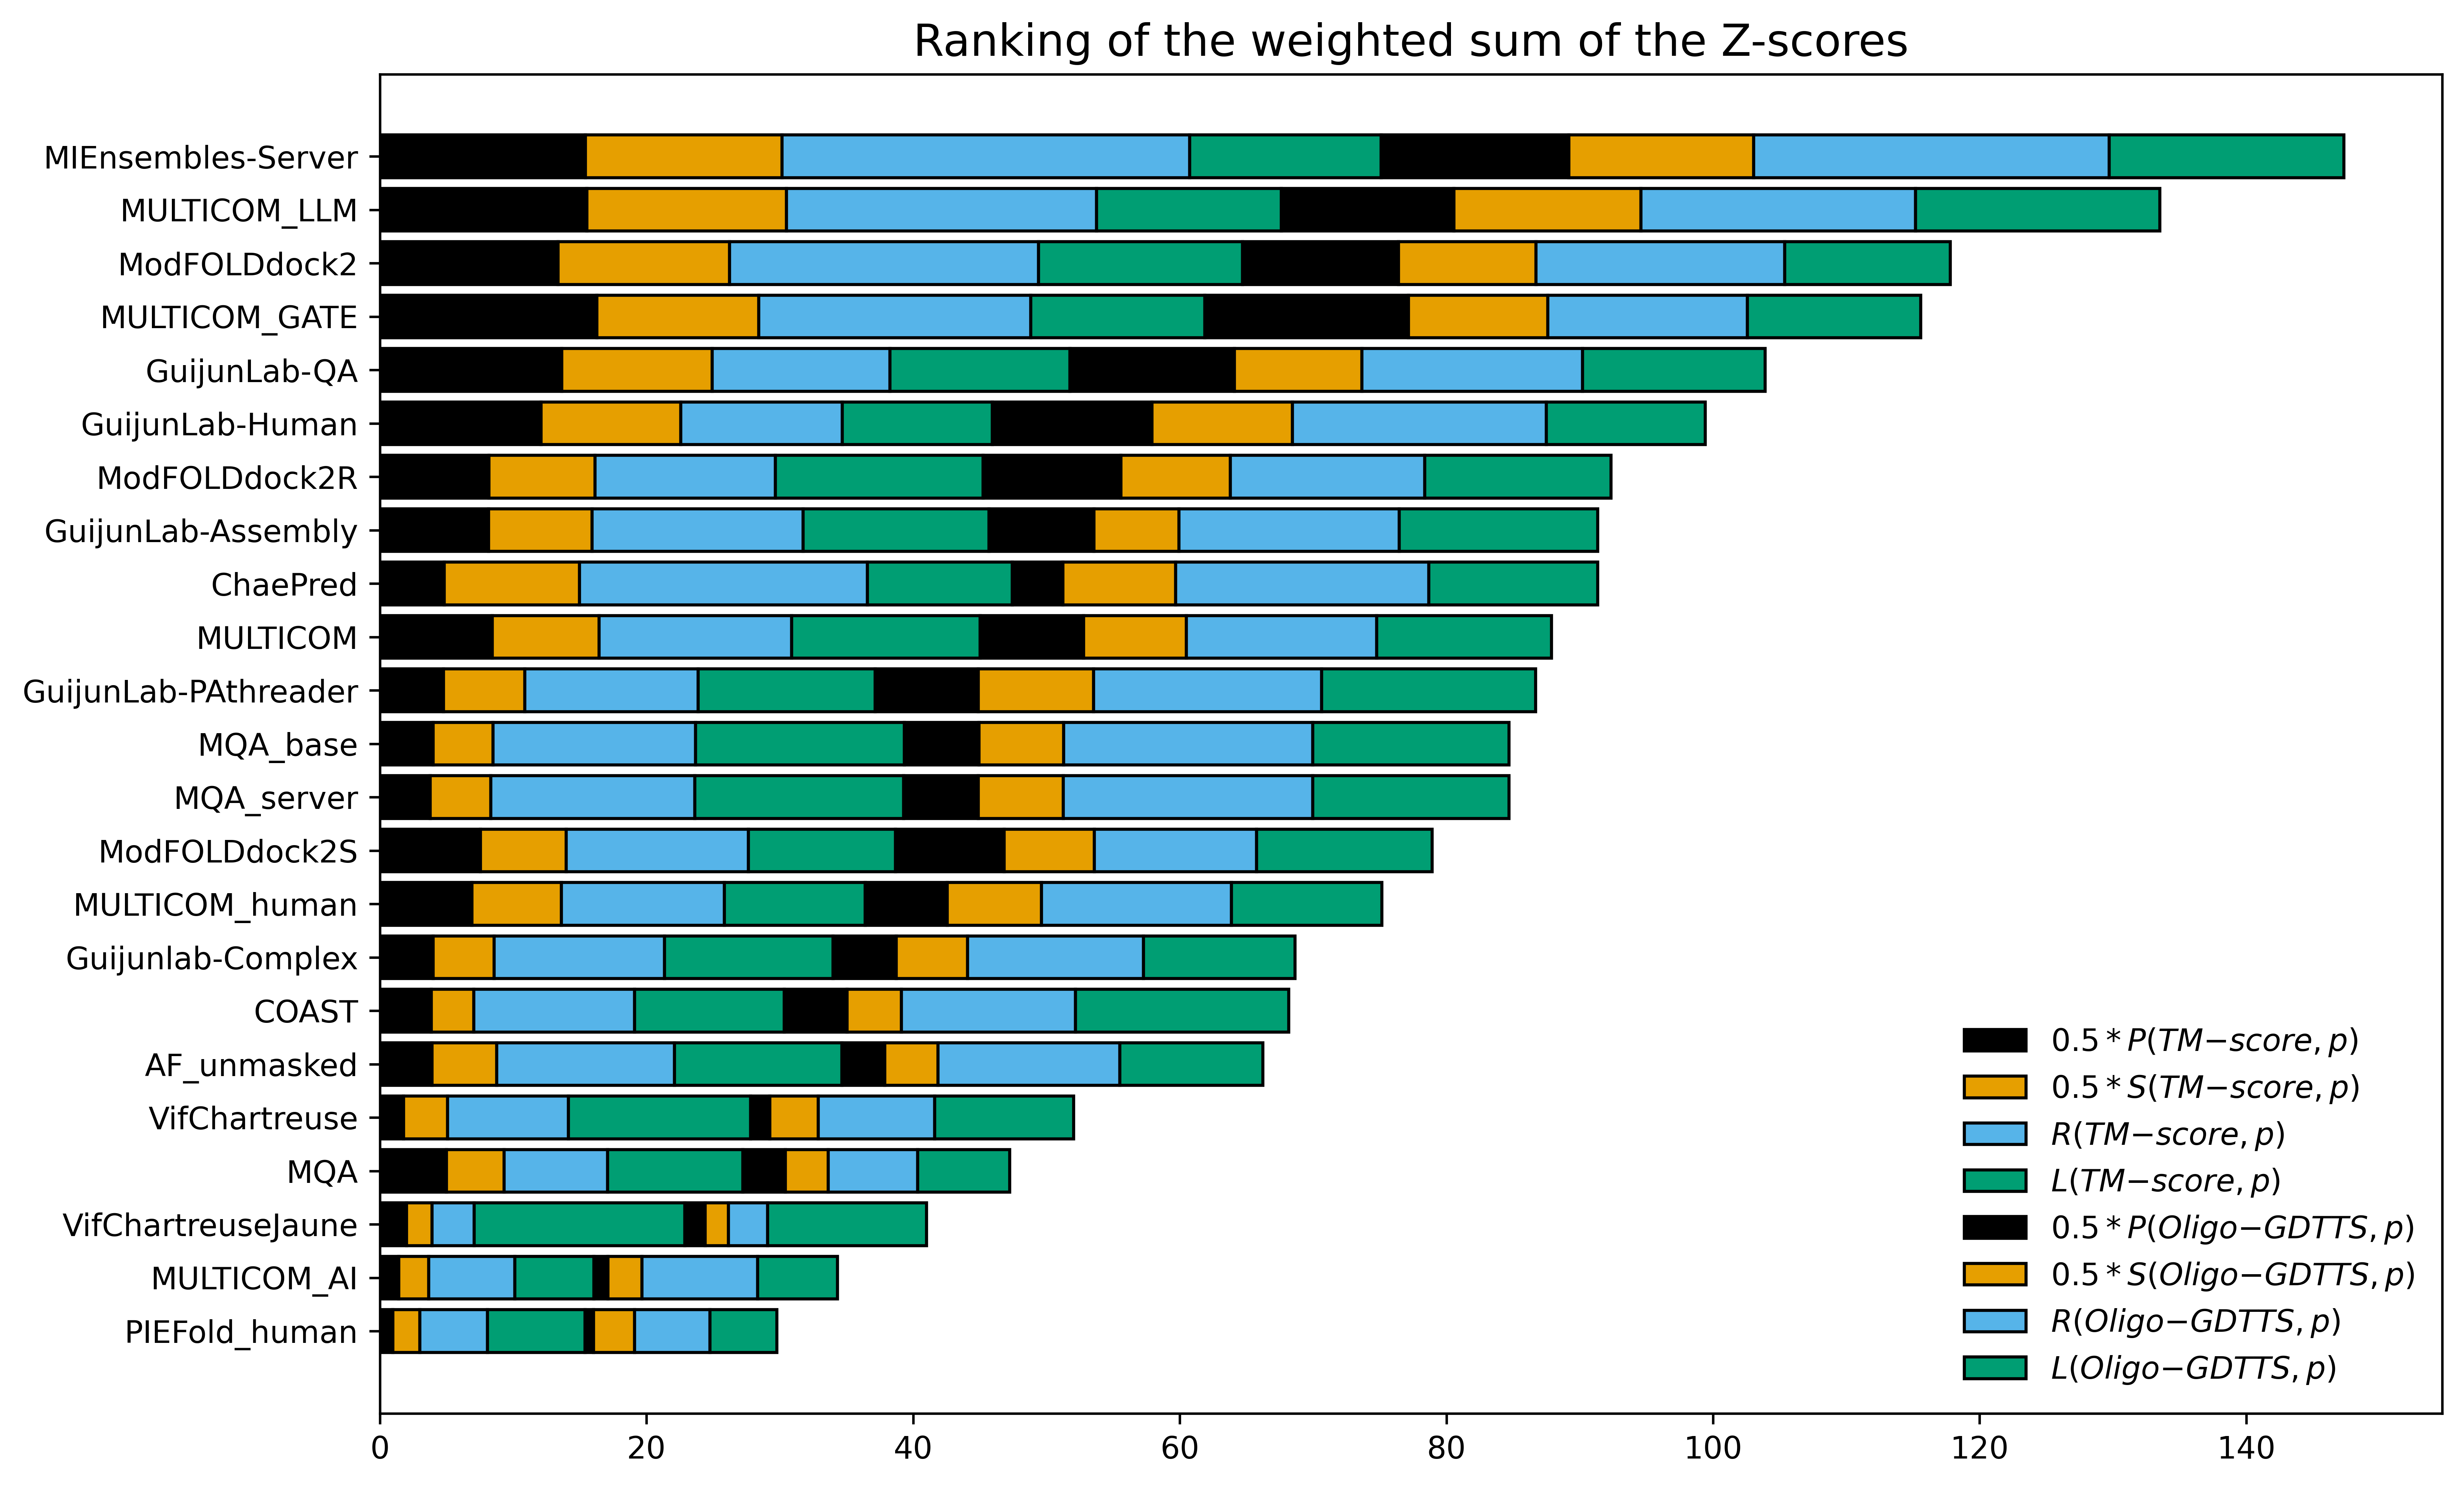 Ranking of the weighted sum of the Z-scores
MIEnsembles-Server
MULTICOM_LLM
ModFOLDdock2
MULTICOM_GATE
GuijunLab-QA
GuijunLab-Human
ModFOLDdock2R
GuijunLab-Assembly
ChaePred
MULTICOM
GuijunLab-PAthreader
MQA_base
MQA_server
ModFOLDdock2S
MULTICOM_human
Guijunlab-Complex
COAST
AF_unmasked
VifChartreuse
MQA
VifChartreuseJaune
MULTICOM_AI
PIEFold_human
0.5 * P(TM−score, p)
0.5 * S(TM−score, p)
R(TM−score, p)
L(TM−score, p)
0.5 * P(Oligo−GDTTS, p)
0.5 * S(Oligo−GDTTS, p)
R(Oligo−GDTTS, p)
L(Oligo−GDTTS, p)
0 20 40 60 80 100 120 140